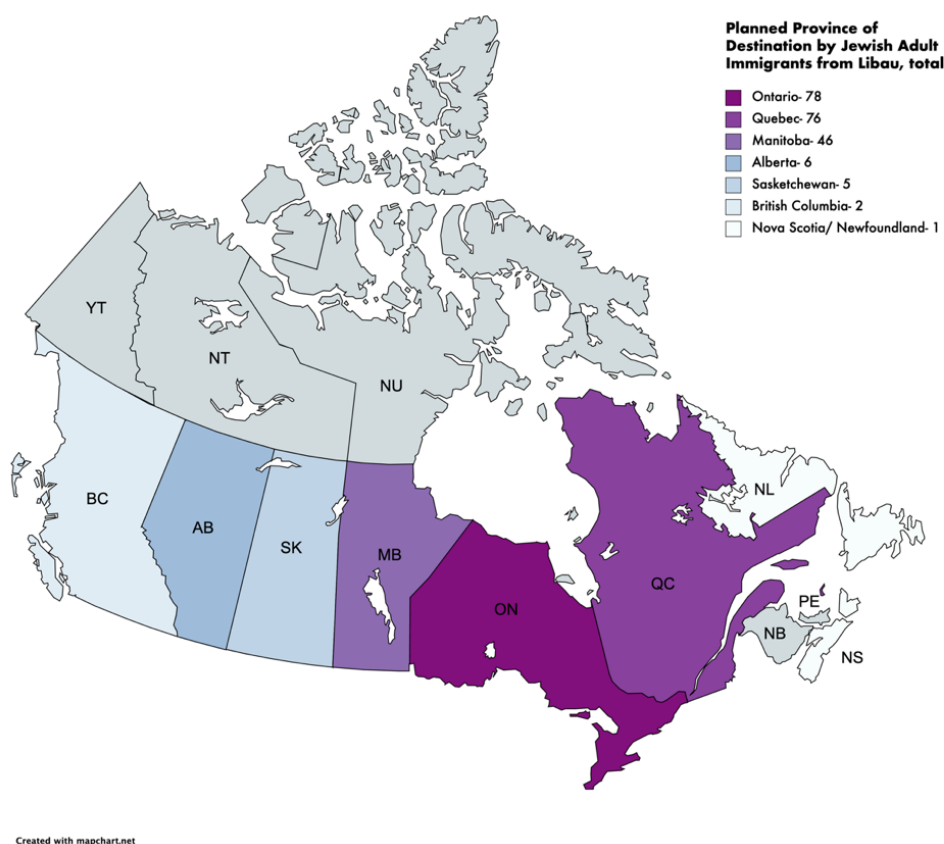 Planned Province of
Destination by Jewish Adult
Immigrants from Libau, total
Ontario- 78
Quebec- 76
Manitoba- 46
Alberta- 6
Sasketchewan- 5
British Columbia- 2
Nova Scotia/ Newfoundland- 1
YT
NT
NU
BC
AB
SK
MB
ON
QC
NL
PE
NB
NS
Created with mapchart.net